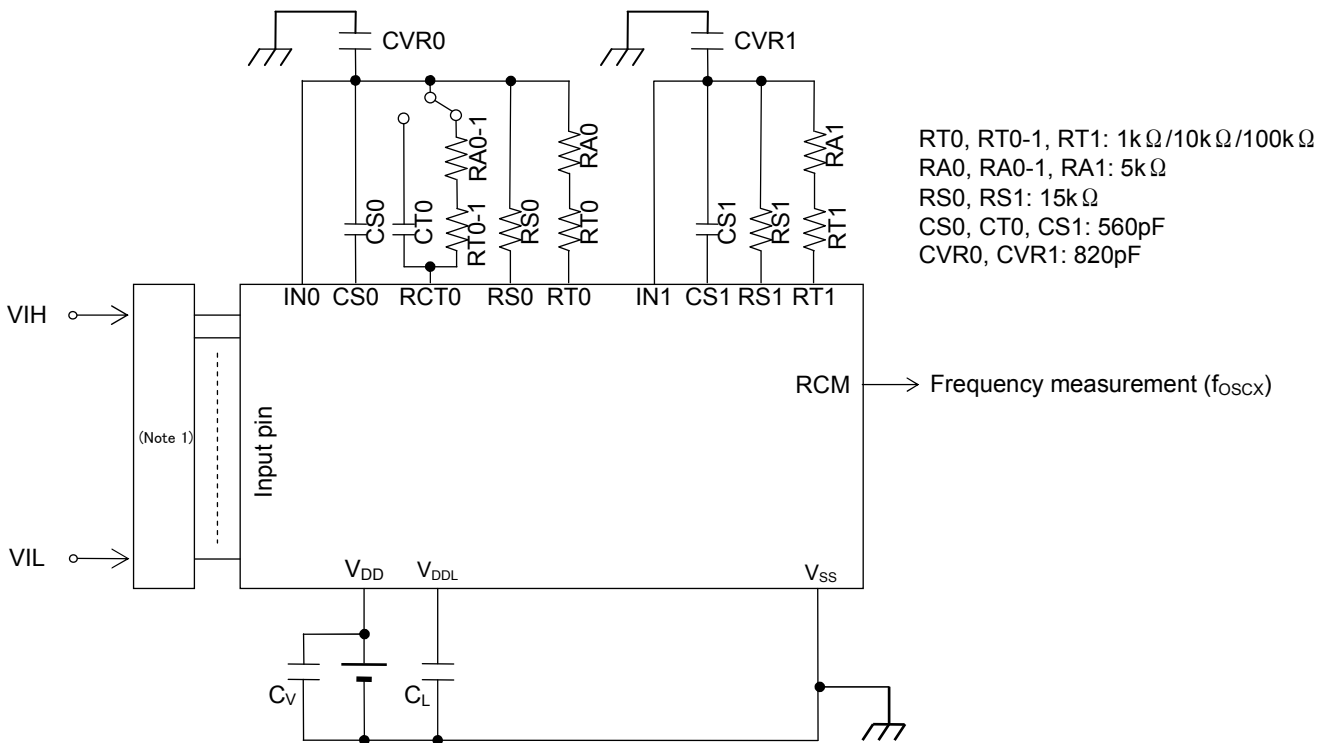 CVR0
CVR1
CS0
CT0
RA0-1
RT0-1
RS0
RA0
RT0
CS1
RS1
RA1
RT1
RT0, RT0-1, RT1: 1kΩ/10kΩ/100kΩ
RA0, RA0-1, RA1: 5kΩ
RS0, RS1: 15kΩ
CS0, CT0, CS1: 560pF
CVR0, CVR1: 820pF
IN0 CS0 RCT0 RS0 RT0 IN1 CS1 RS1 RT1
VIH
(Note 1)
Input pin
RCM
Frequency measurement (fOSCX)
VIL
VDD
VDDL
VSS
CV
CL